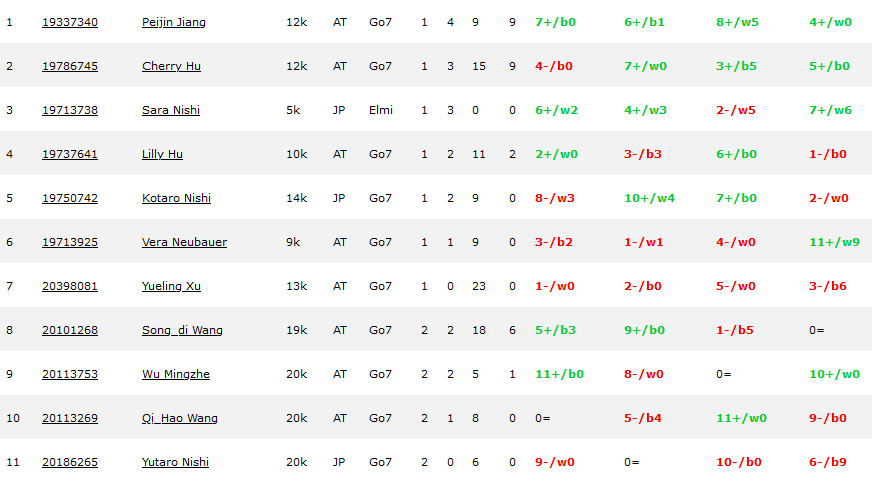 1 19337340 Peijin Jiang 12k AT Go7 1 4 9 9 7+/b0 6+/b1 8+/w5 4+/w0
2 19786745 Cherry Hu 12k AT Go7 1 3 15 9 4-/b0 7+/w0 3+/b5 5+/b0
3 19713738 Sara Nishi 5k JP Elmi 1 3 0 0 6+/w2 4+/w3 2-/w5 7+/w6
4 19737641 Lilly Hu 10k AT Go7 1 2 11 2 2+/w0 3-/b3 6+/b0 1-/b0
5 19750742 Kotaro Nishi 14k JP Go7 1 2 9 0 8-/w3 10+/w4 7+/b0 2-/w0
6 19713925 Vera Neubauer 9k AT Go7 1 1 9 0 3-/b2 1-/w1 4-/w0 11+/w9
7 20398081 Yueling Xu 13k AT Go7 1 0 23 0 1-/w0 2-/b0 5-/w0 3-/b6
8 20101268 Song_di Wang 19k AT Go7 2 2 18 6 5+/b3 9+/b0 1-/b5 0=
9 20113753 Wu Mingzhe 20k AT Go7 2 2 5 1 11+/b0 8-/w0 0= 10+/w0
10 20113269 Qi_Hao Wang 20k AT Go7 2 1 8 0 0= 5-/b4 11+/w0 9-/b0
11 20186265 Yutaro Nishi 20k JP Go7 2 0 6 0 9-/w0 0= 10-/b0 6-/b9